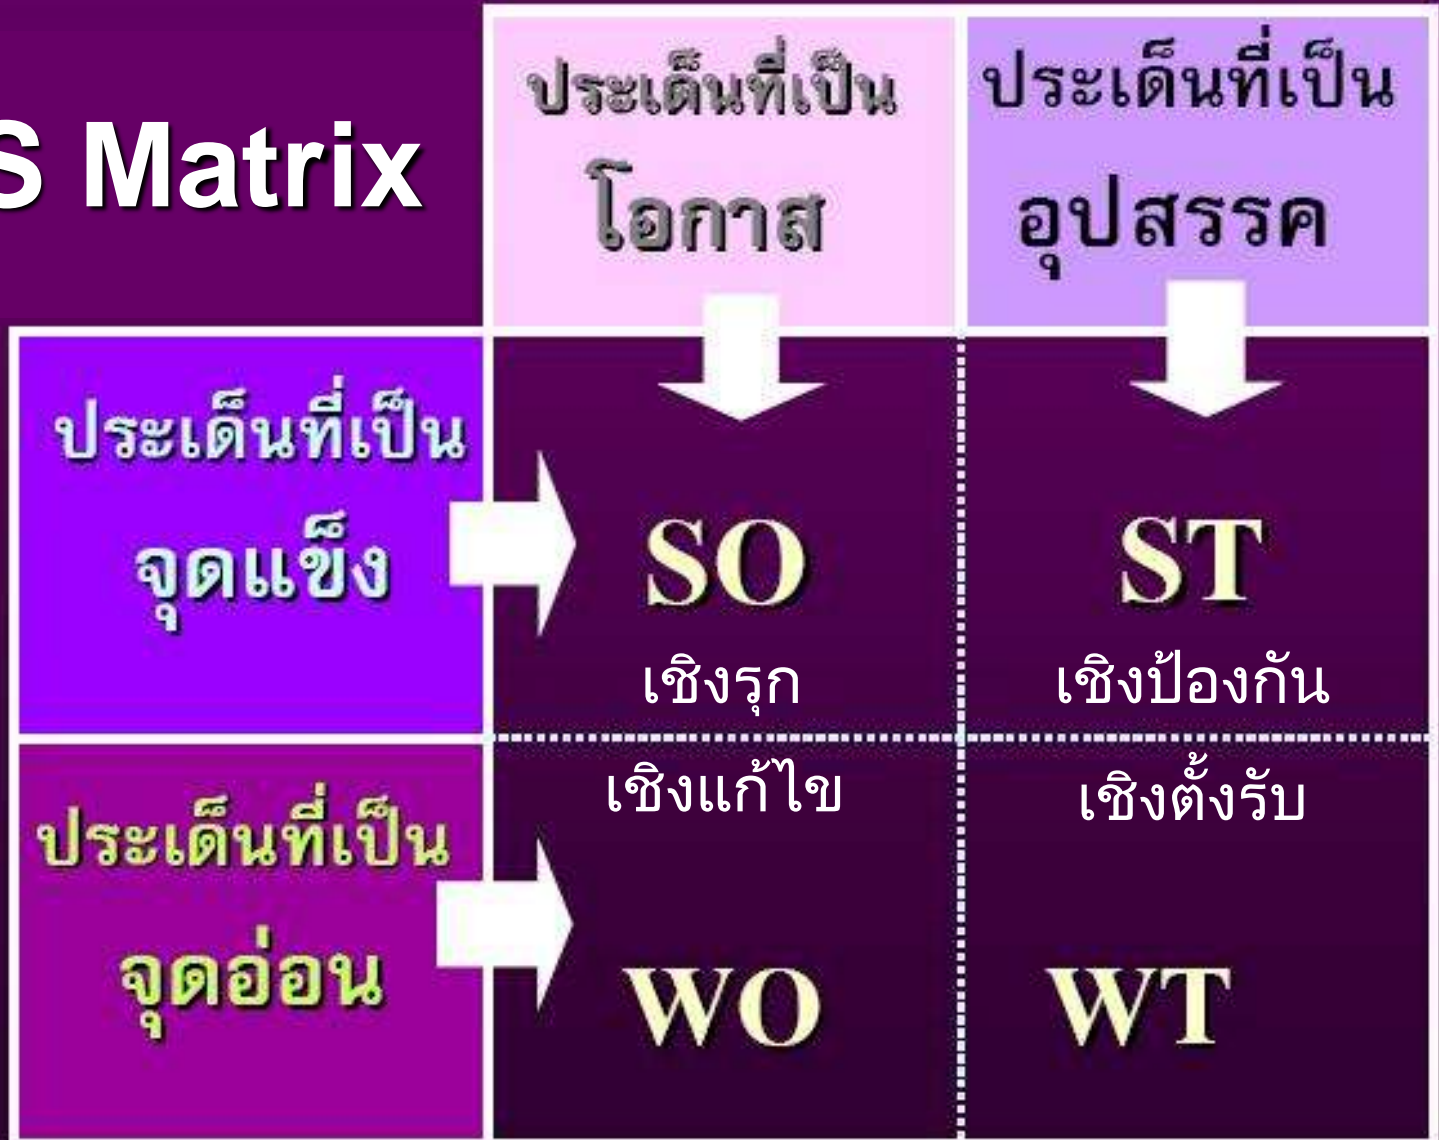 S Matrix
ประเด็นที่เป็น
โอกาส
ประเด็นที่เป็น
อุปสรรค
ประเด็นที่เป็น
จุดแข็ง
SO
เชิงรุก
ST
เชิงป้องกัน
ประเด็นที่เป็น
จุดอ่อน
เชิงแก้ไข
WO
เชิงตั้งรับ
WT